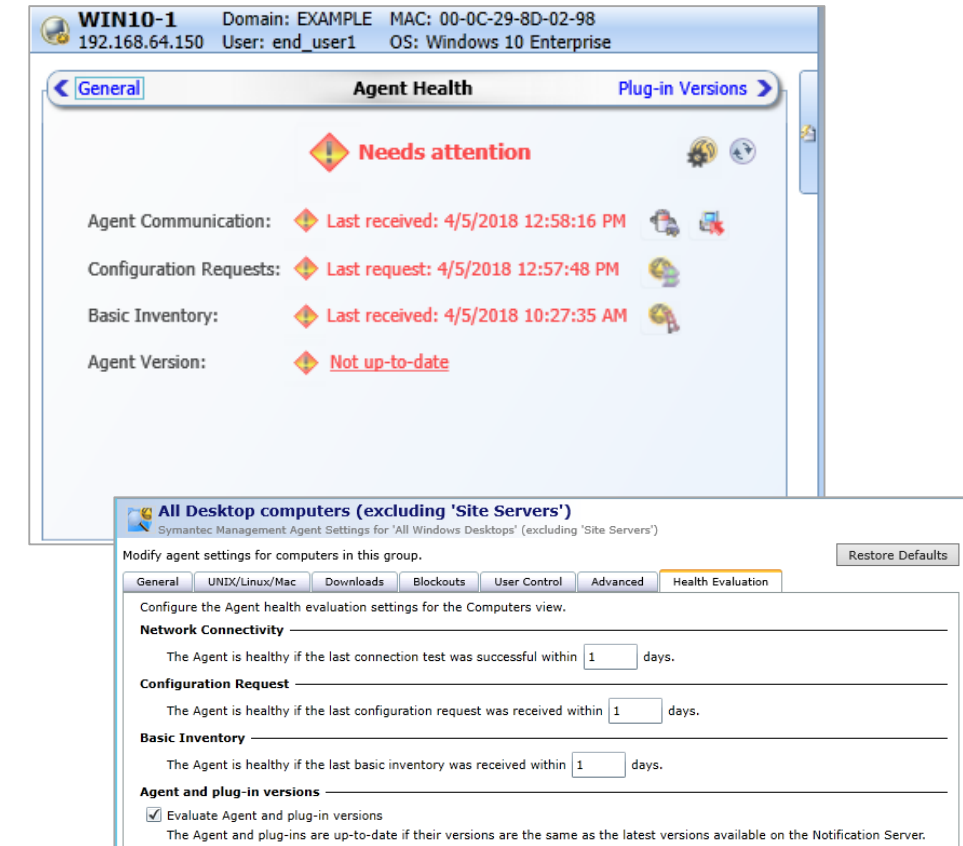 WIN10-1 Domain: EXAMPLE MAC: 00-0C-29-8D-02-98
192.168.64.150 User: end_user1 OS: Windows 10 Enterprise
General Agent Health Plug-in Versions
Needs attention
Agent Communication: Last received: 4/5/2018 12:58:16 PM
Configuration Requests: Last request: 4/5/2018 12:57:48 PM
Basic Inventory: Last received: 4/5/2018 10:27:35 AM
Agent Version: Not up-to-date
All Desktop computers (excluding 'Site Servers')
Symantec Management Agent Settings for 'All Windows Desktops' (excluding 'Site Servers')
Modify agent settings for computers in this group. Restore Defaults
General UNIX/Linux/Mac Downloads Blockouts User Control Advanced Health Evaluation
Configure the Agent health evaluation settings for the Computers view.
Network Connectivity
The Agent is healthy if the last connection test was successful within 1 days.
Configuration Request
The Agent is healthy if the last configuration request was received within 1 days.
Basic Inventory
The Agent is healthy if the last basic inventory was received within 1 days.
Agent and plug-in versions
Evaluate Agent and plug-in versions
The Agent and plug-ins are up-to-date if their versions are the same as the latest versions available on the Notification Server.